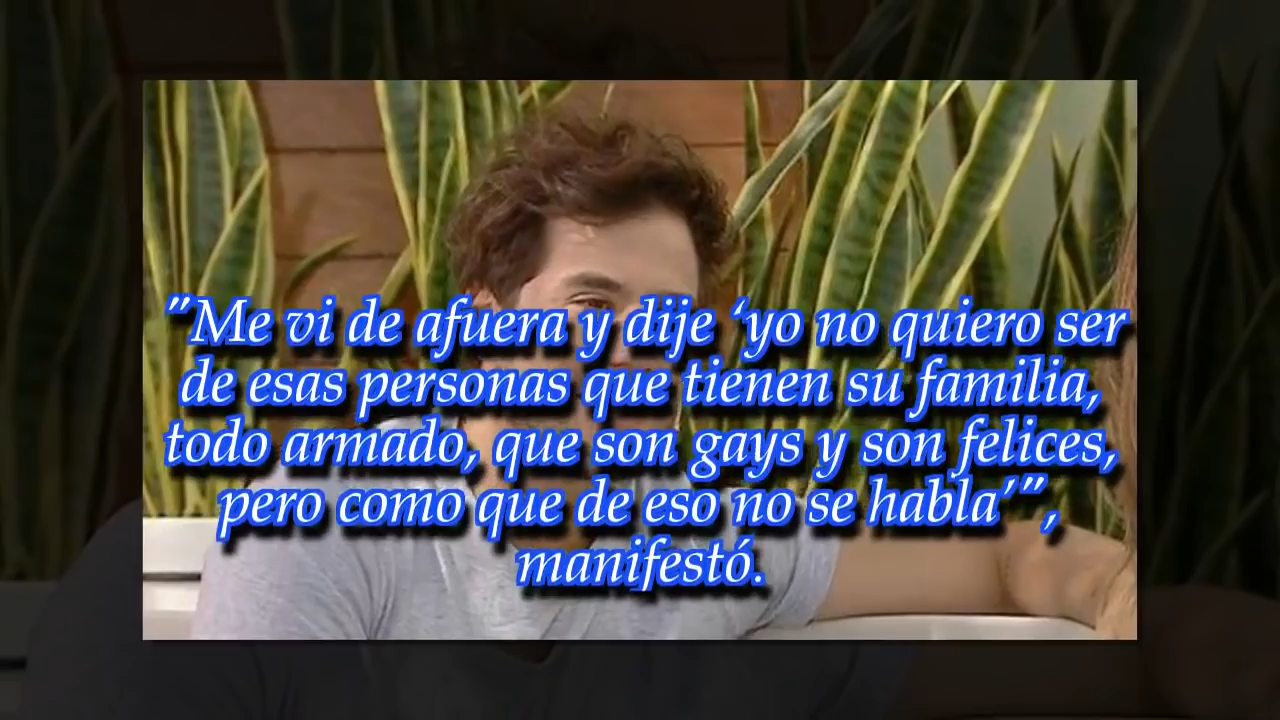 "Me vi de afuera y dije ‘yo no quiero ser
de esas personas que tienen su familia,
todo armado, que son gays y son felices,
pero como que de eso no se habla’",
manifestó.